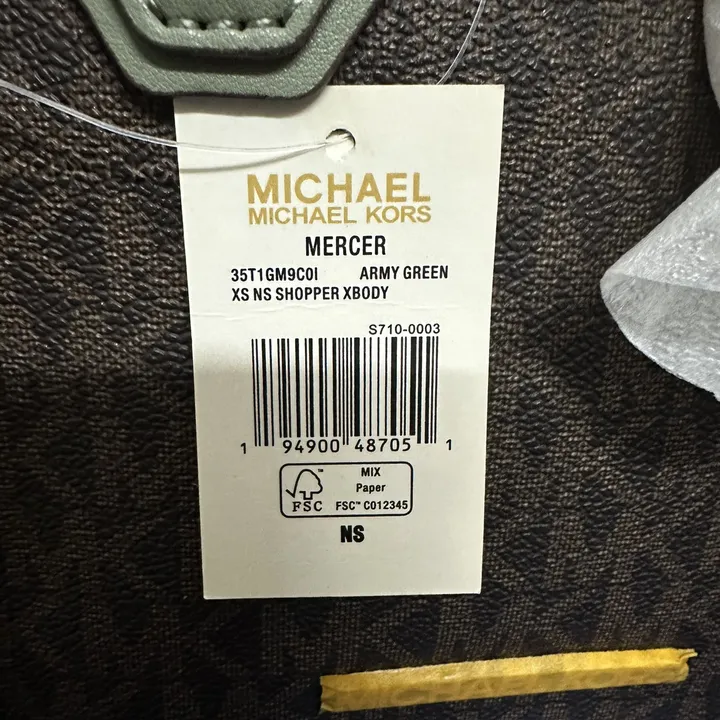 MICHAEL
MICHAEL KORS
MERCER
35T1GM9C0I ARMY GREEN
XS NS SHOPPER XBODY
S710-0003
1 94900 48705 1
FSC™
MIX
Paper
FSC™ C012345
NS